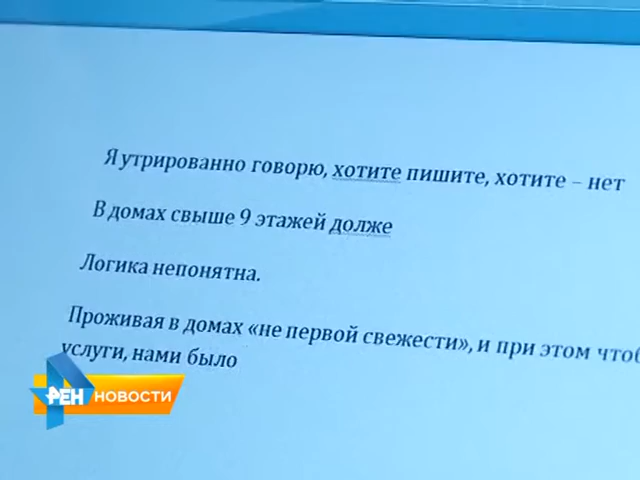 Я утрированно говорю, хотите пишите, хотите – нет
В домах свыше 9 этажей долже
Логика непонятна.
Проживая в домах «не первой свежести», и при этом чтоб
услуги, нами было
РЕН НОВОСТИ